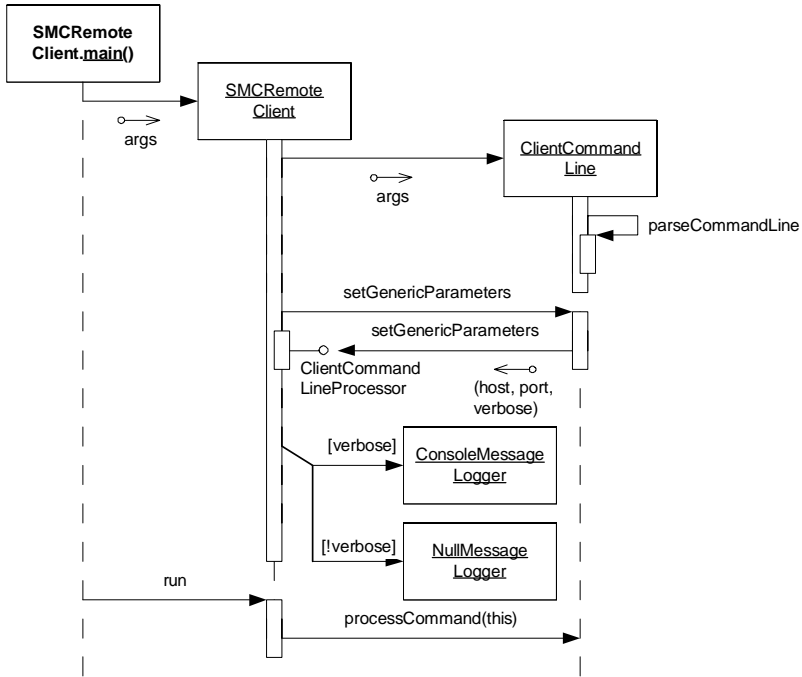 SMCRemote
Client.main()
SMCRemote
Client
args
ClientCommand
Line
args
parseCommandLine
setGenericParameters
setGenericParameters
ClientCommand
LineProcessor
(host, port,
verbose)
[verbose]
ConsoleMessage
Logger
[!verbose]
NullMessage
Logger
run
processCommand(this)